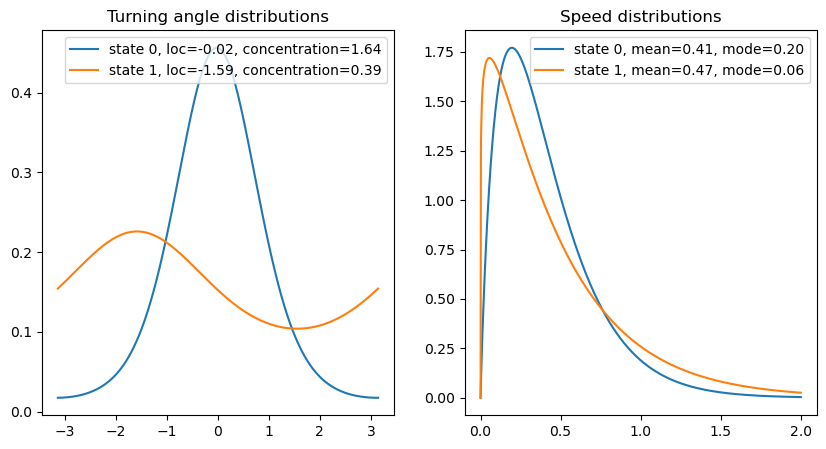 Turning angle distributions
state 0, loc=-0.02, concentration=1.64
state 1, loc=-1.59, concentration=0.39
0.4
0.3
0.2
0.1
0.0
−3 −2 −1 0 1 2 3
Speed distributions
state 0, mean=0.41, mode=0.20
state 1, mean=0.47, mode=0.06
1.75
1.50
1.25
1.00
0.75
0.50
0.25
0.00
0.0 0.5 1.0 1.5 2.0